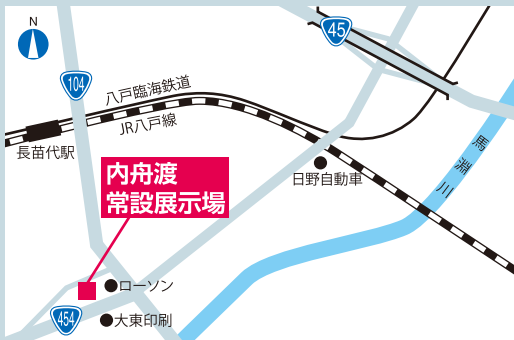 N
45
104
八戸臨海鉄道
JR八戸線
長苗代駅
馬淵川
日野自動車
内舟渡
常設展示場
ローソン
454
大東印刷